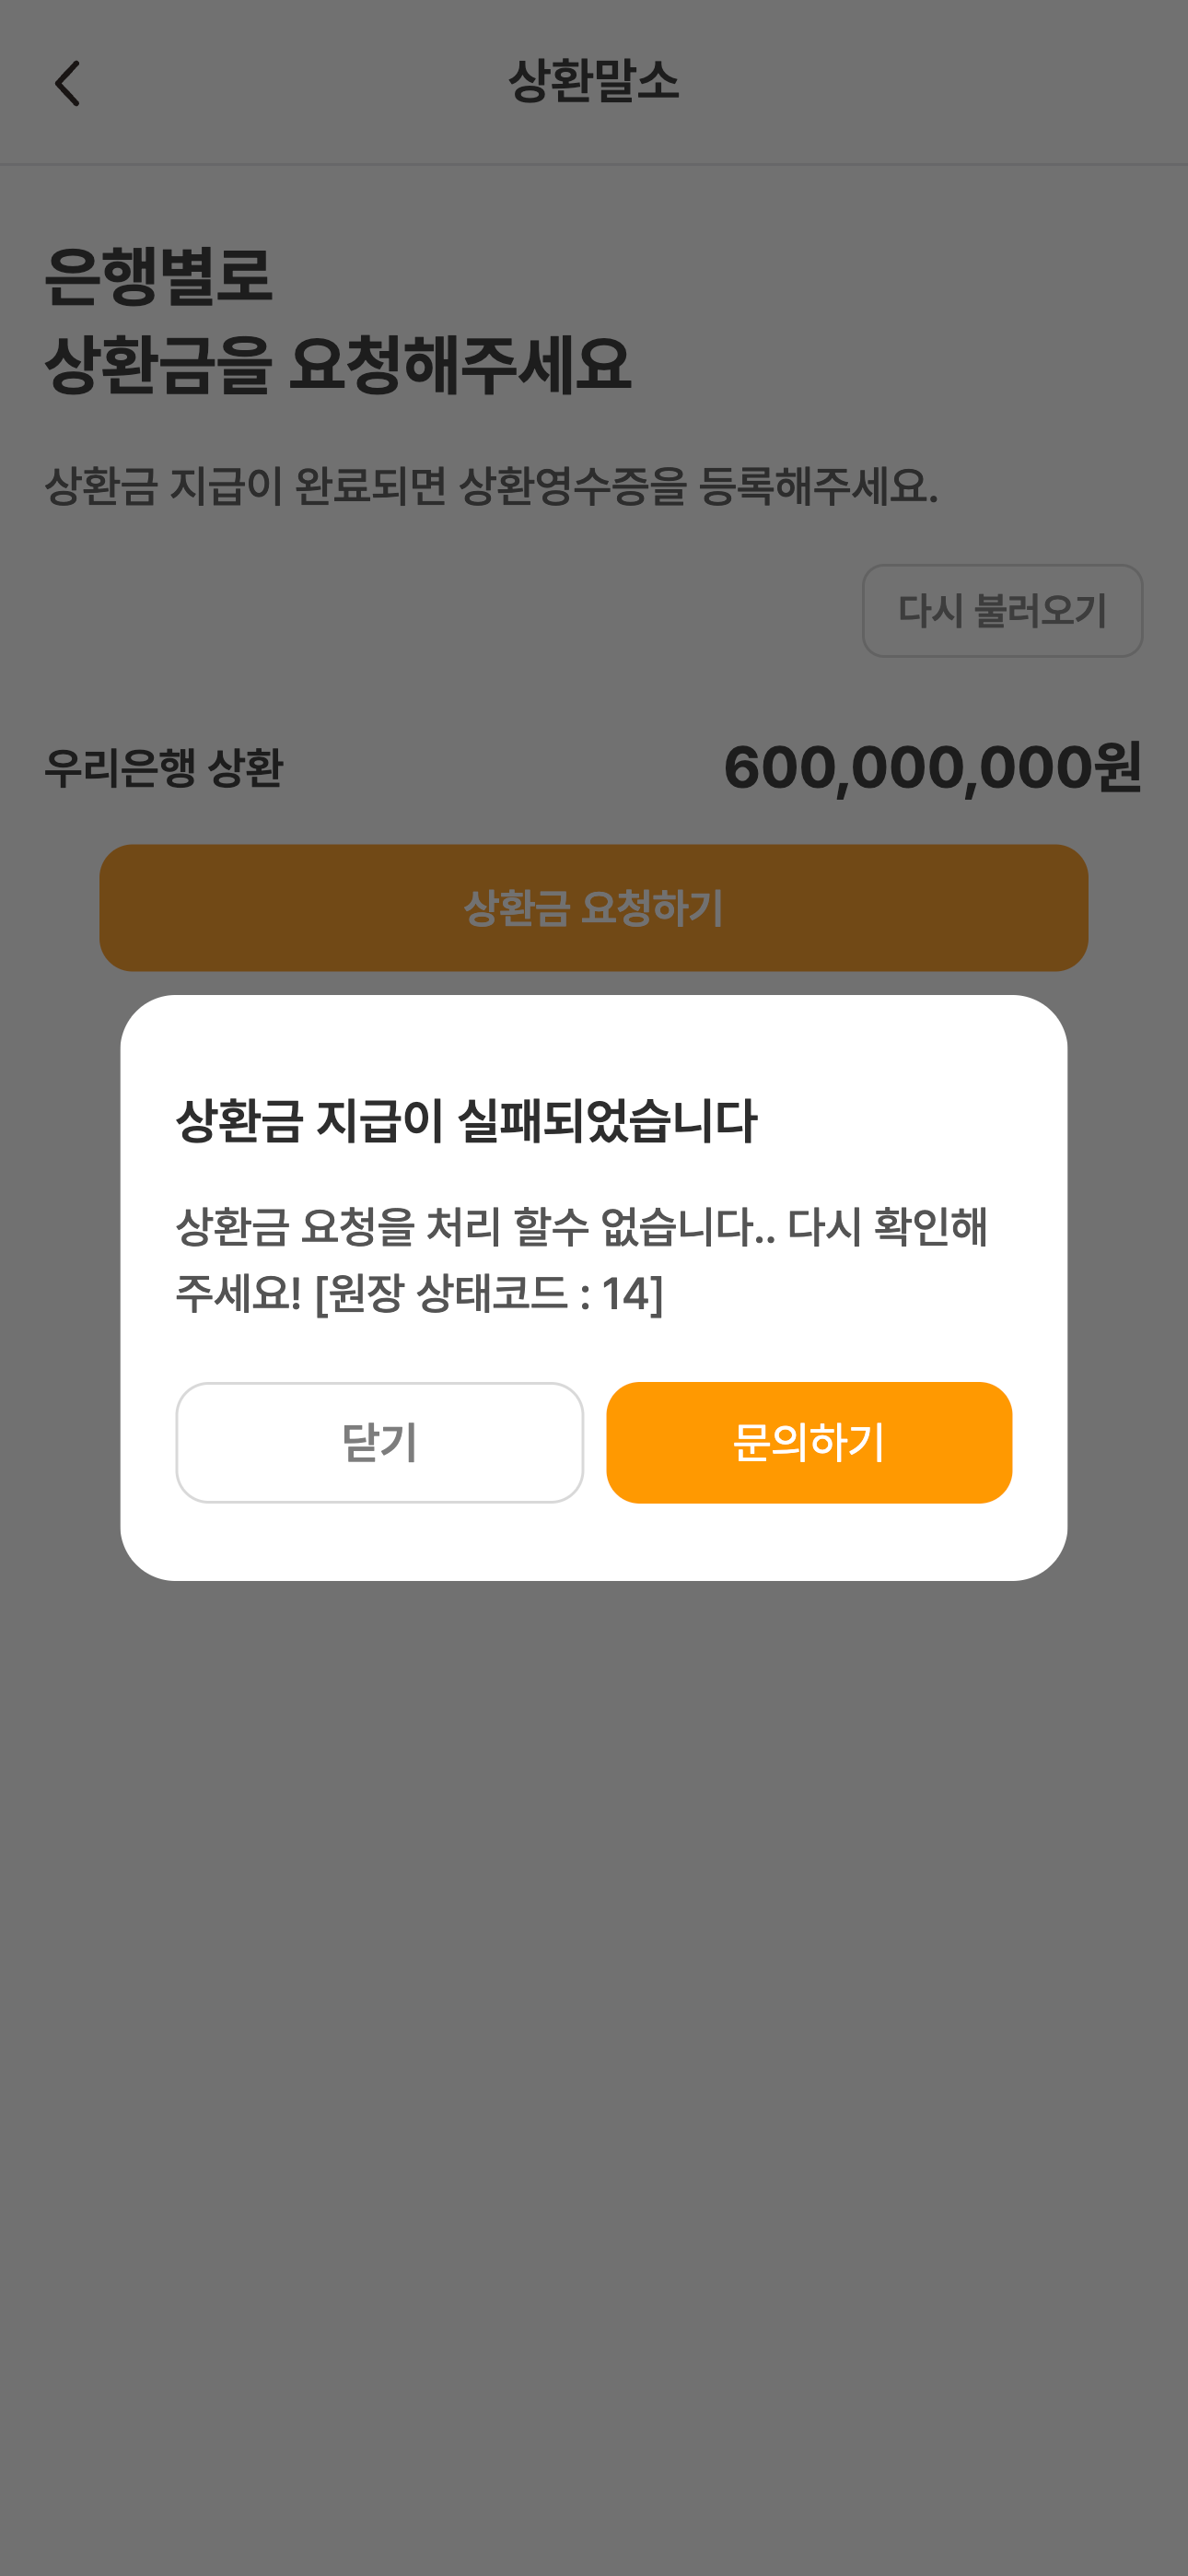 상환말소
은행별로
상환금을 요청해주세요
상환금 지급이 완료되면 상환영수증을 등록해주세요.
다시 불러오기
우리은행 상환 600,000,000원
상환금 요청하기
상환금 지급이 실패되었습니다
상환금 요청을 처리 할수 없습니다.. 다시 확인해
주세요! [원장 상태코드 : 14]
닫기 문의하기